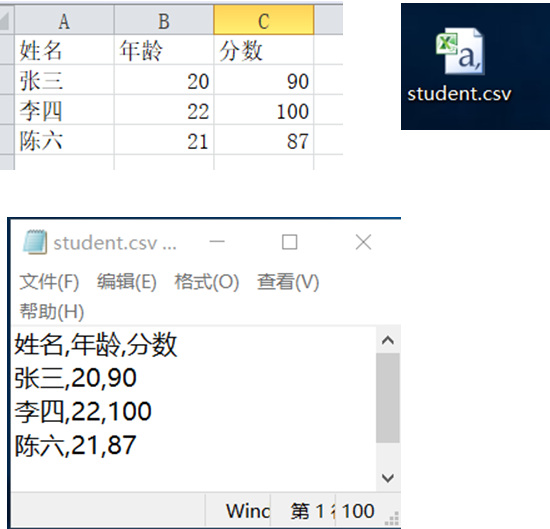 A B C
姓名 年龄 分数
张三 20 90
李四 22 100
陈六 21 87
a,
student.csv
student.csv ...
文件(F) 编辑(E) 格式(O) 查看(V)
帮助(H)
姓名,年龄,分数
张三,20,90
李四,22,100
陈六,21,87
Winc 第 1 行 100